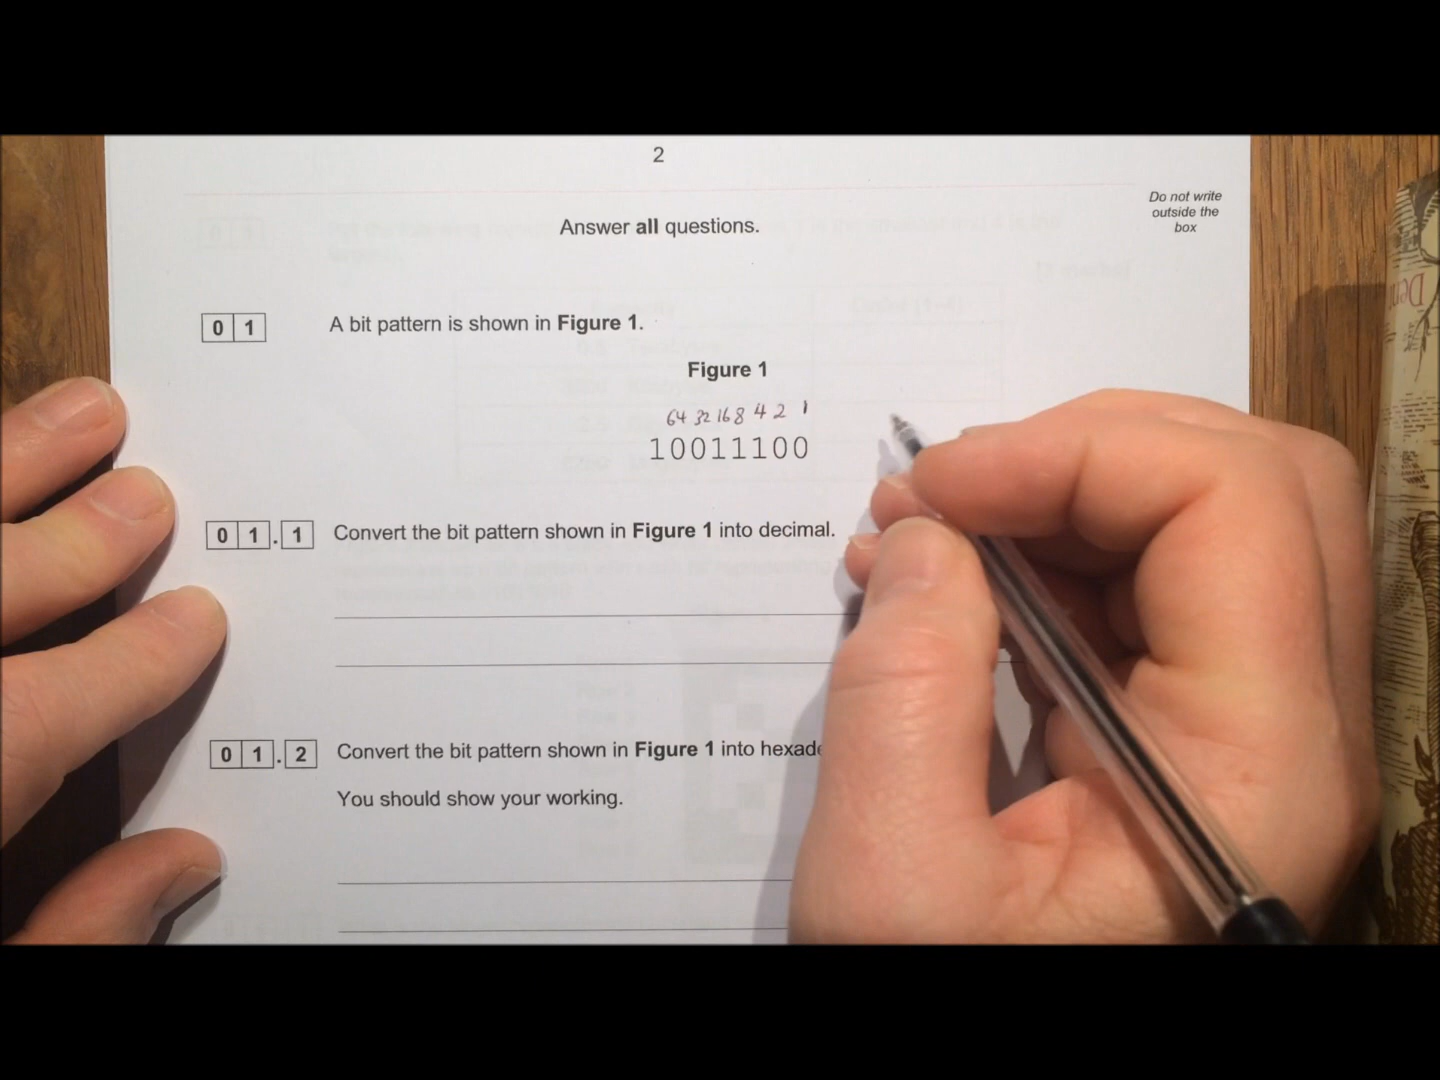 2
Do not write
outside the
box
Answer all questions.
0 1 A bit pattern is shown in Figure 1.
Figure 1
64 32 16 8 4 2 1
10011100
0 1 . 1 Convert the bit pattern shown in Figure 1 into decimal.
0 1 . 2 Convert the bit pattern shown in Figure 1 into hexade
You should show your working.